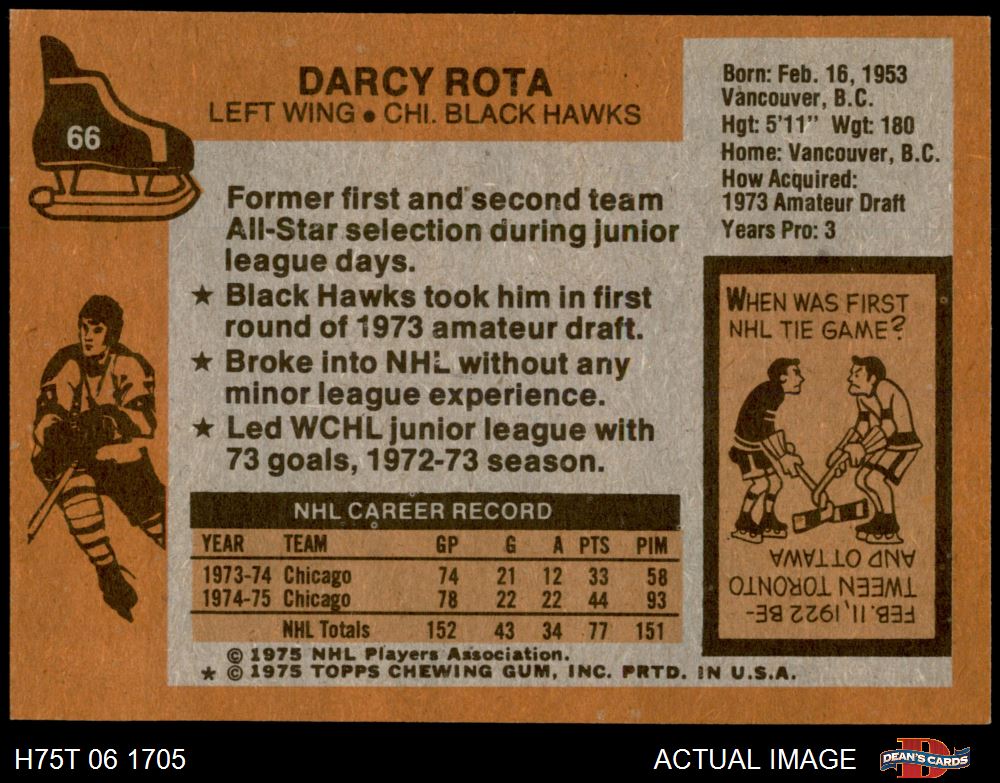 66
DARCY ROTA
LEFT WING ● CHI. BLACK HAWKS
Born: Feb. 16, 1953
Vancouver, B.C.
Hgt: 5'11" Wgt: 180
Home: Vancouver, B.C.
How Acquired:
1973 Amateur Draft
Years Pro: 3
Former first and second team
All-Star selection during junior
league days.
★ Black Hawks took him in first
round of 1973 amateur draft.
★ Broke into NHL without any
minor league experience.
★ Led WCHL junior league with
73 goals, 1972-73 season.
NHL CAREER RECORD
YEAR TEAM GP G A PTS PIM
1973-74 Chicago 74 21 12 33 58
1974-75 Chicago 78 22 22 44 93
NHL Totals 152 43 34 77 151
© 1975 NHL Players Association.
★ © 1975 TOPPS CHEWING GUM, INC. PRTD. IN U.S.A.
WHEN WAS FIRST
NHL TIE GAME?
FEB. 11, 1922 BE-
TWEEN TORONTO
AND OTTAWA
H75T 06 1705
ACTUAL IMAGE
DEAN'S CARDS